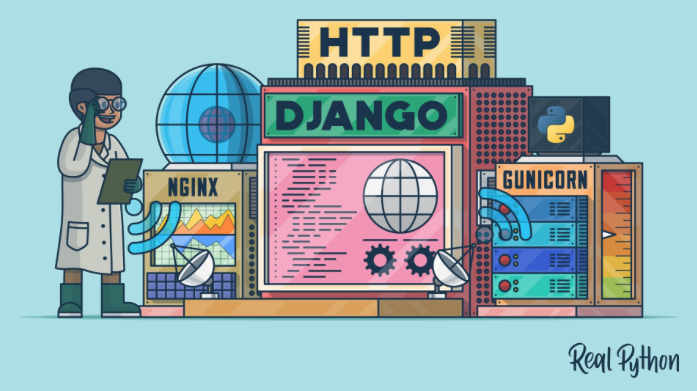 HTTP
DJANGO
NGINX
GUNICORN
Real Python